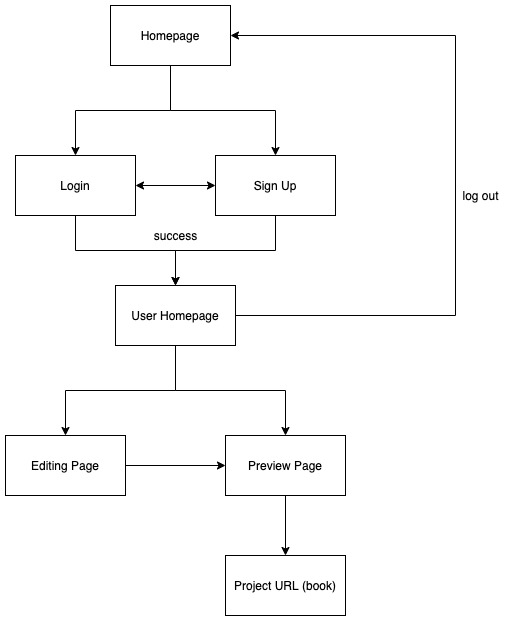 Homepage
Login
Sign Up
log out
success
User Homepage
Editing Page
Preview Page
Project URL (book)